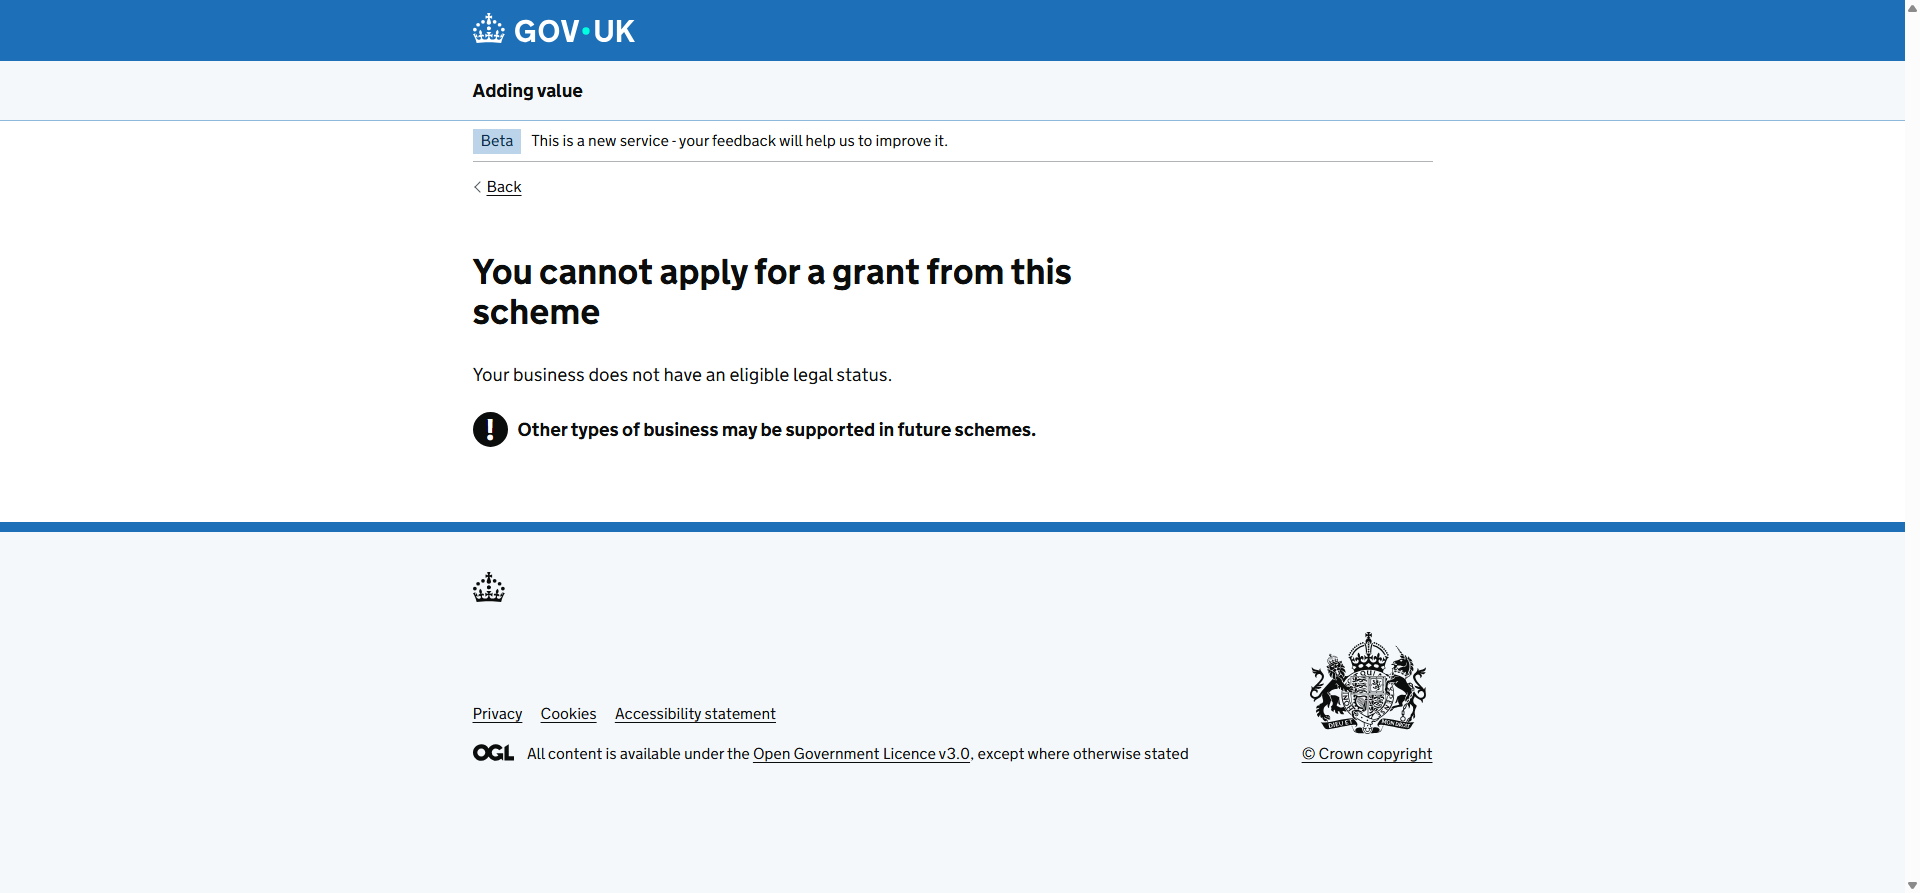 GOV·UK
Adding value
Beta This is a new service - your feedback will help us to improve it.
Back
You cannot apply for a grant from this
scheme
Your business does not have an eligible legal status.
! Other types of business may be supported in future schemes.
Privacy Cookies Accessibility statement
OGL All content is available under the Open Government Licence v3.0, except where otherwise stated
© Crown copyright